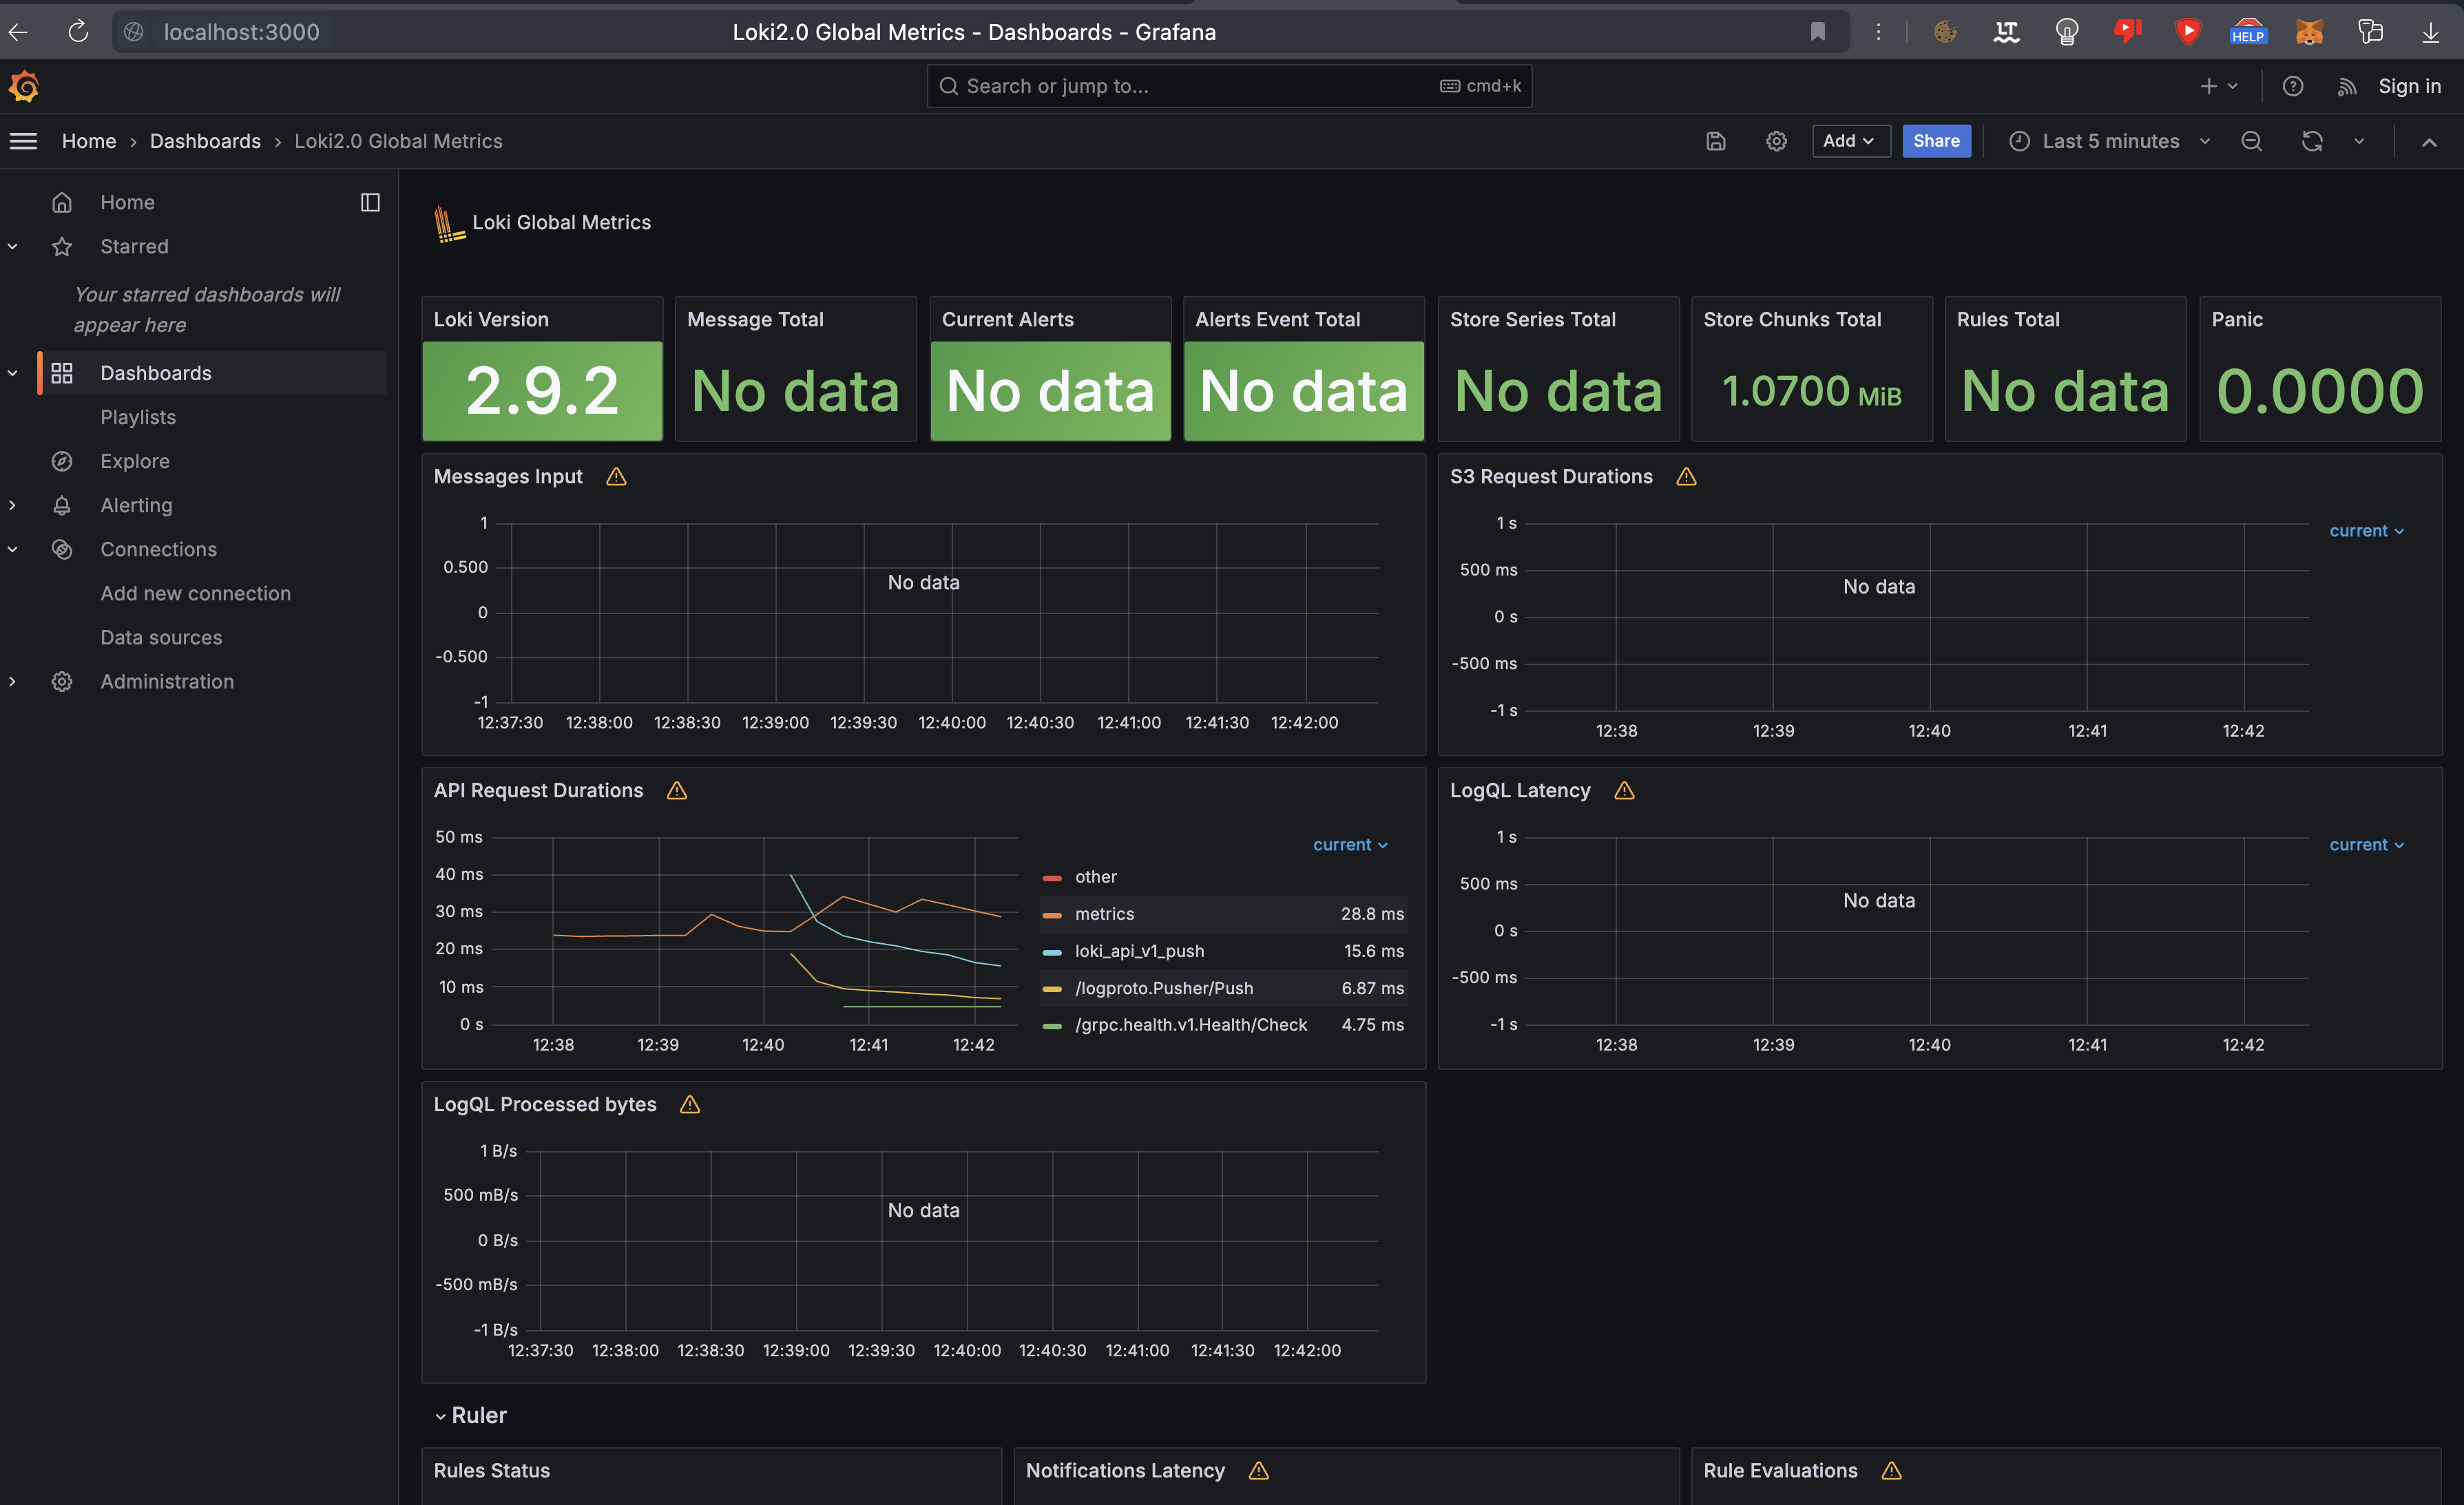 localhost:3000
Loki2.0 Global Metrics - Dashboards - Grafana
HELP
Search or jump to...
cmd+k
Sign in
Home › Dashboards › Loki2.0 Global Metrics
Add
Share
Last 5 minutes
Home
Starred
Your starred dashboards will
appear here
Dashboards
Playlists
Explore
Alerting
Connections
Add new connection
Data sources
Administration
Loki Global Metrics
Loki Version
2.9.2
Message Total
No data
Current Alerts
No data
Alerts Event Total
No data
Store Series Total
No data
Store Chunks Total
1.0700 MiB
Rules Total
No data
Panic
0.0000
Messages Input
1
0.500
0
-0.500
-1
No data
12:37:30 12:38:00 12:38:30 12:39:00 12:39:30 12:40:00 12:40:30 12:41:00 12:41:30 12:42:00
S3 Request Durations
1 s
500 ms
0 s
-500 ms
-1 s
No data
12:38 12:39 12:40 12:41 12:42
current
API Request Durations
50 ms
40 ms
30 ms
20 ms
10 ms
0 s
12:38 12:39 12:40 12:41 12:42
current
other
metrics 28.8 ms
loki_api_v1_push 15.6 ms
/logproto.Pusher/Push 6.87 ms
/grpc.health.v1.Health/Check 4.75 ms
LogQL Latency
1 s
500 ms
0 s
-500 ms
-1 s
No data
12:38 12:39 12:40 12:41 12:42
current
LogQL Processed bytes
1 B/s
500 mB/s
0 B/s
-500 mB/s
-1 B/s
No data
12:37:30 12:38:00 12:38:30 12:39:00 12:39:30 12:40:00 12:40:30 12:41:00 12:41:30 12:42:00
Ruler
Rules Status
Notifications Latency
Rule Evaluations